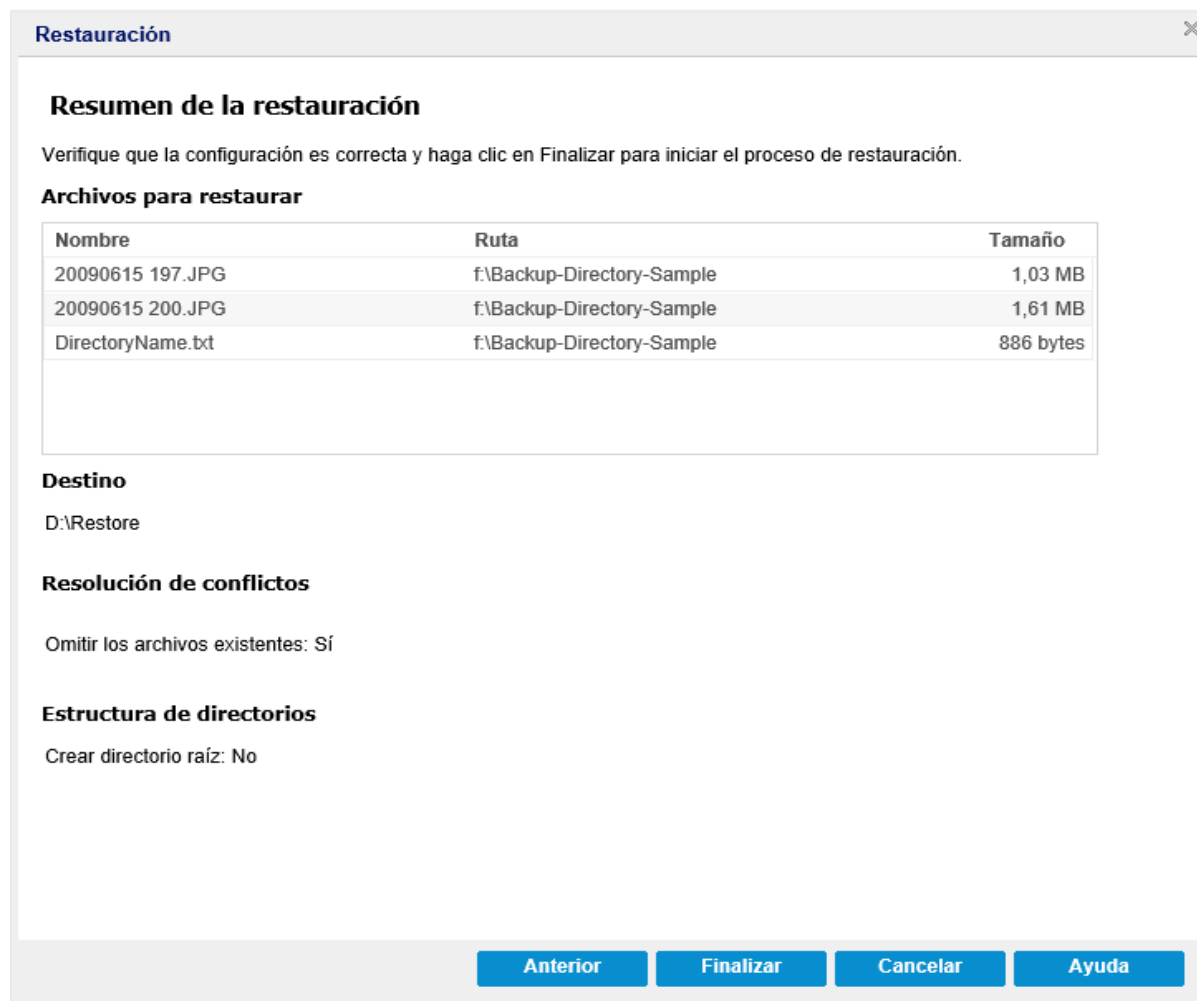 Restauración
Resumen de la restauración
Verifique que la configuración es correcta y haga clic en Finalizar para iniciar el proceso de restauración.
Archivos para restaurar
Nombre Ruta Tamaño
20090615 197.JPG f:\Backup-Directory-Sample 1,03 MB
20090615 200.JPG f:\Backup-Directory-Sample 1,61 MB
DirectoryName.txt f:\Backup-Directory-Sample 886 bytes
Destino
D:\Restore
Resolución de conflictos
Omitir los archivos existentes: Sí
Estructura de directorios
Crear directorio raíz: No
Anterior Finalizar Cancelar Ayuda